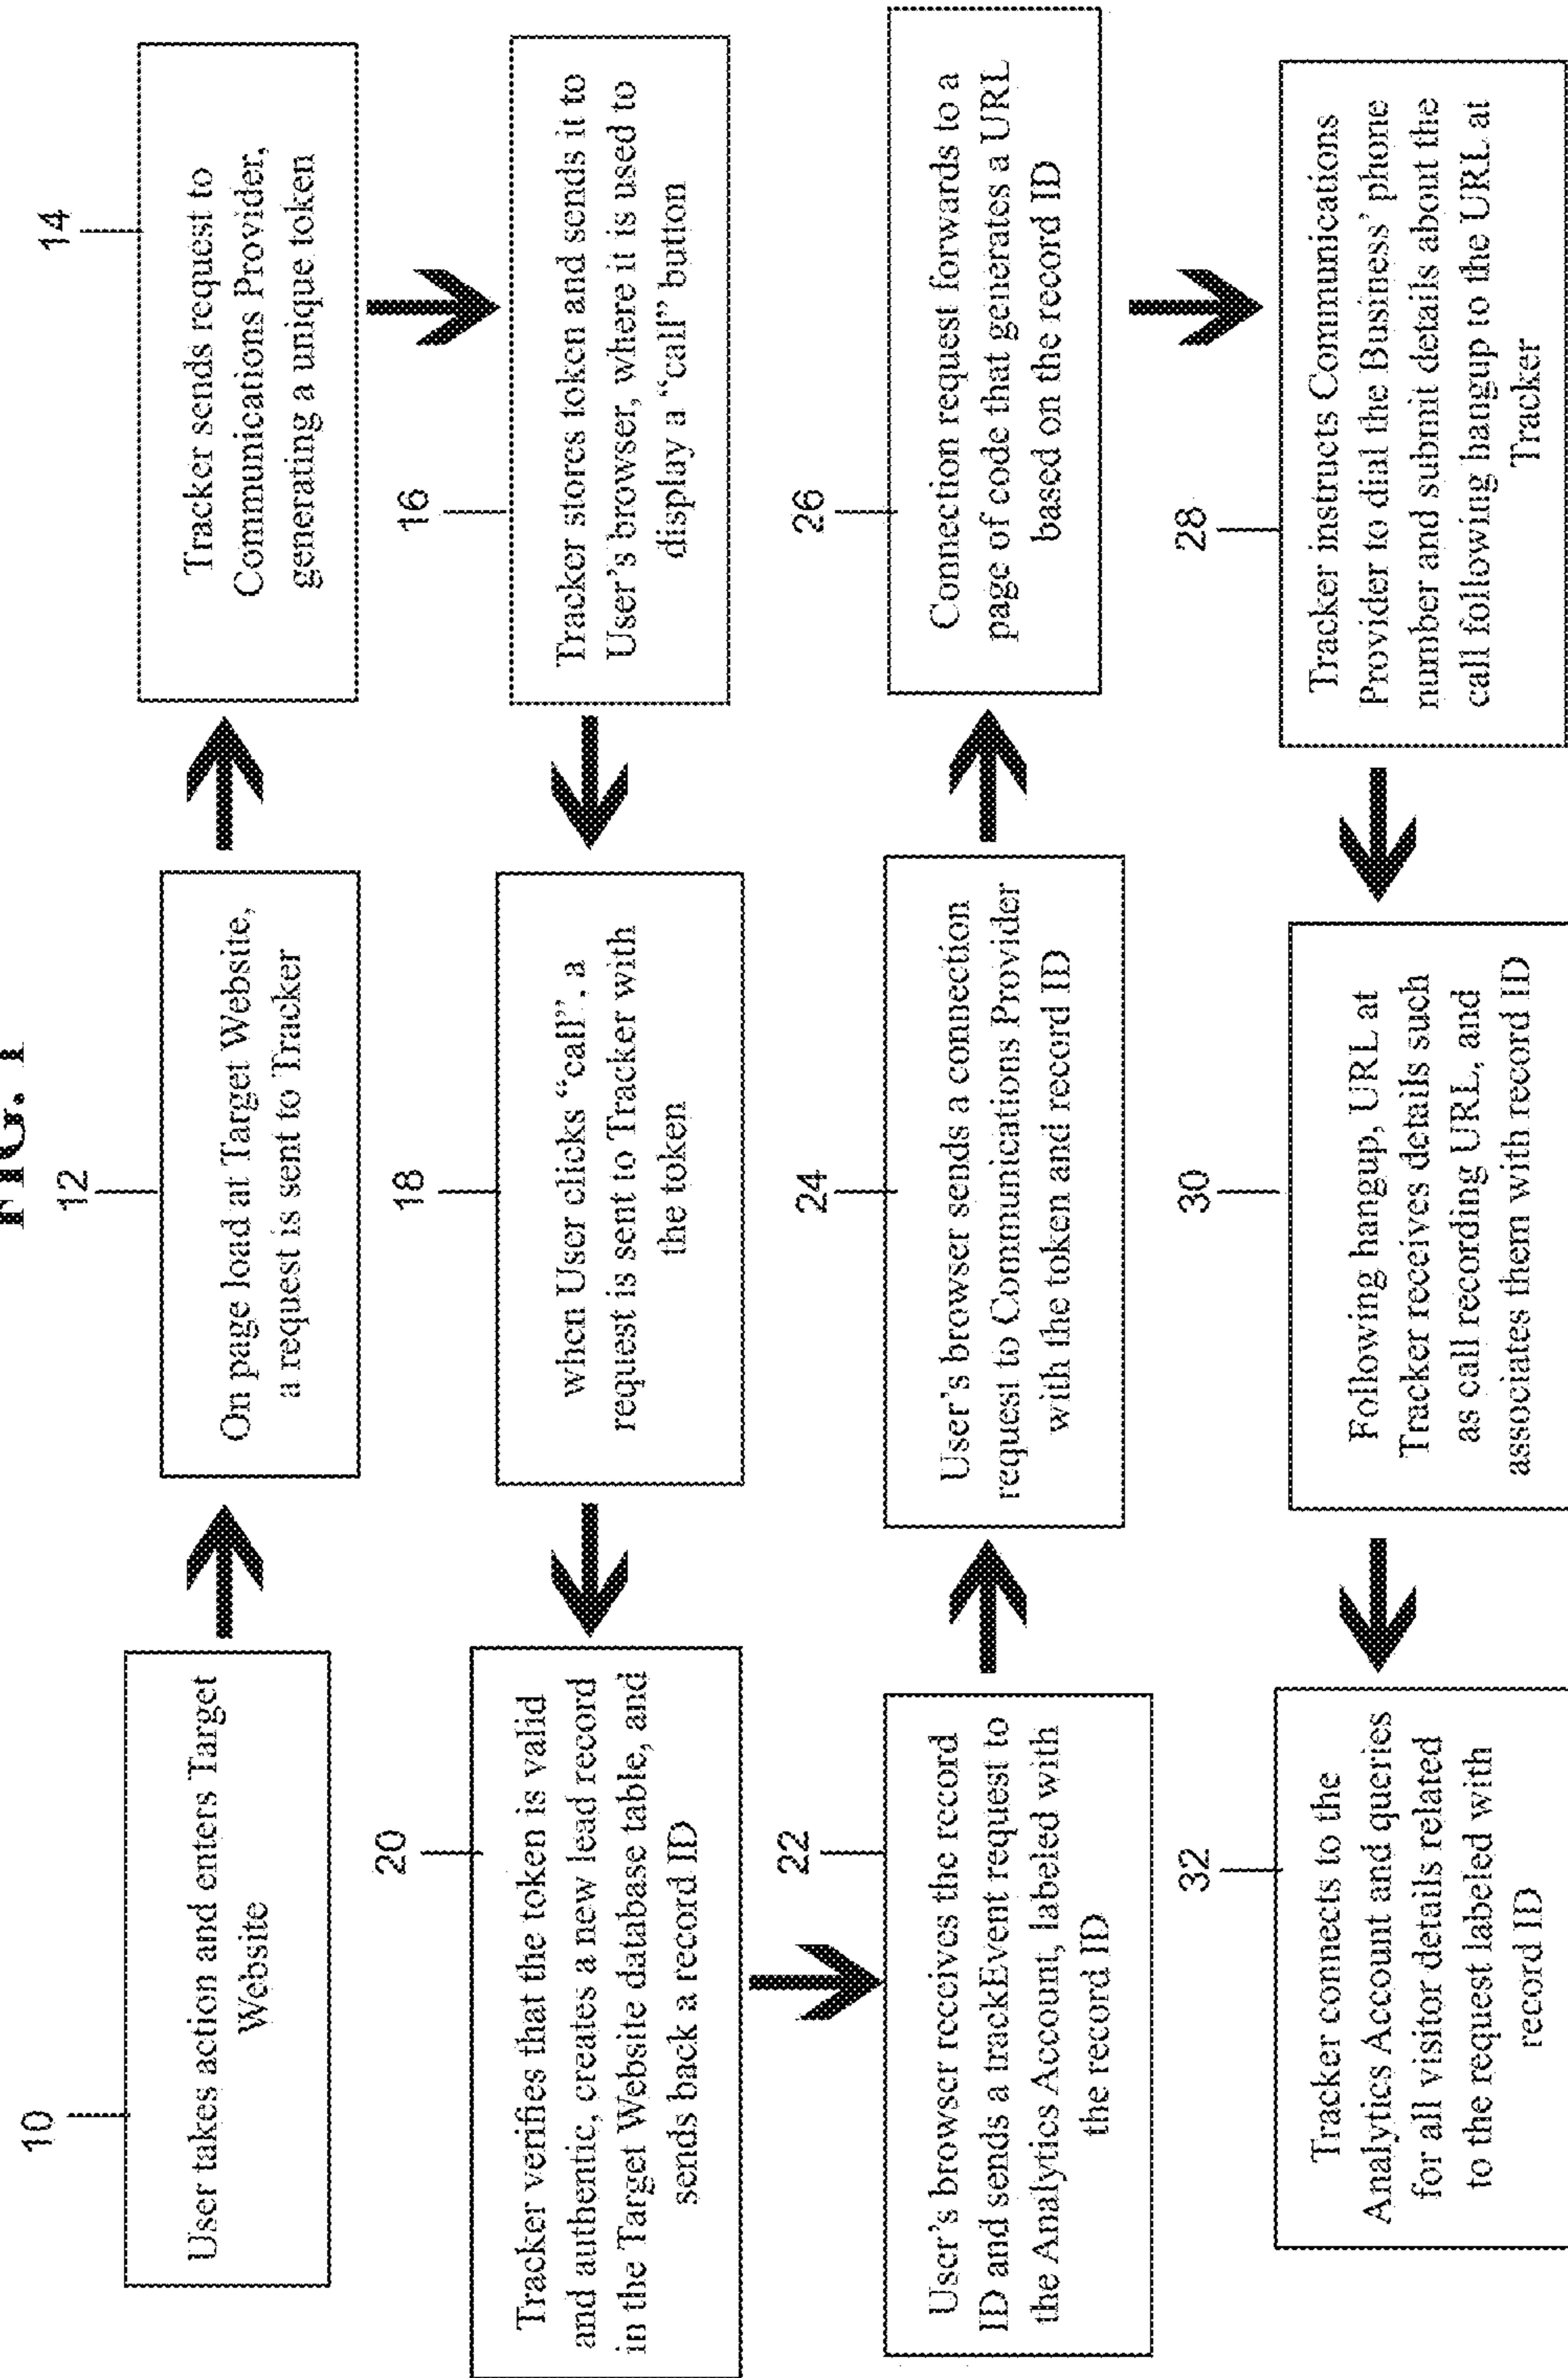 FIG. 1
10
User takes action and enters Target
Website
12
On page load at Target Website,
a request is sent to Tracker
14
Tracker sends request to
Communications Provider,
generating a unique token
16
Tracker stores token and sends it to
User's browser, where it is used to
display a “call” button
18
when User clicks “call”, a
request is sent to Tracker with
the token
20
Tracker verifies that the token is valid
and authentic, creates a new lead record
in the Target Website database table, and
sends back a record ID
22
User's browser receives the record
ID and sends a trackEvent request to
the Analytics Account, labeled with
the record ID
24
User's browser sends a connection
request to Communications Provider
with the token and record ID
26
Connection request forwards to a
page of code that generates a URL
based on the record ID
28
Tracker instructs Communications
Provider to dial the Business' phone
number and submit details about the
call following hangup to the URL at
Tracker
30
Following hangup, URL at
Tracker receives details such
as call recording URL, and
associates them with record ID
32
Tracker connects to the
Analytics Account and queries
for all visitor details related
to the request labeled with
record ID